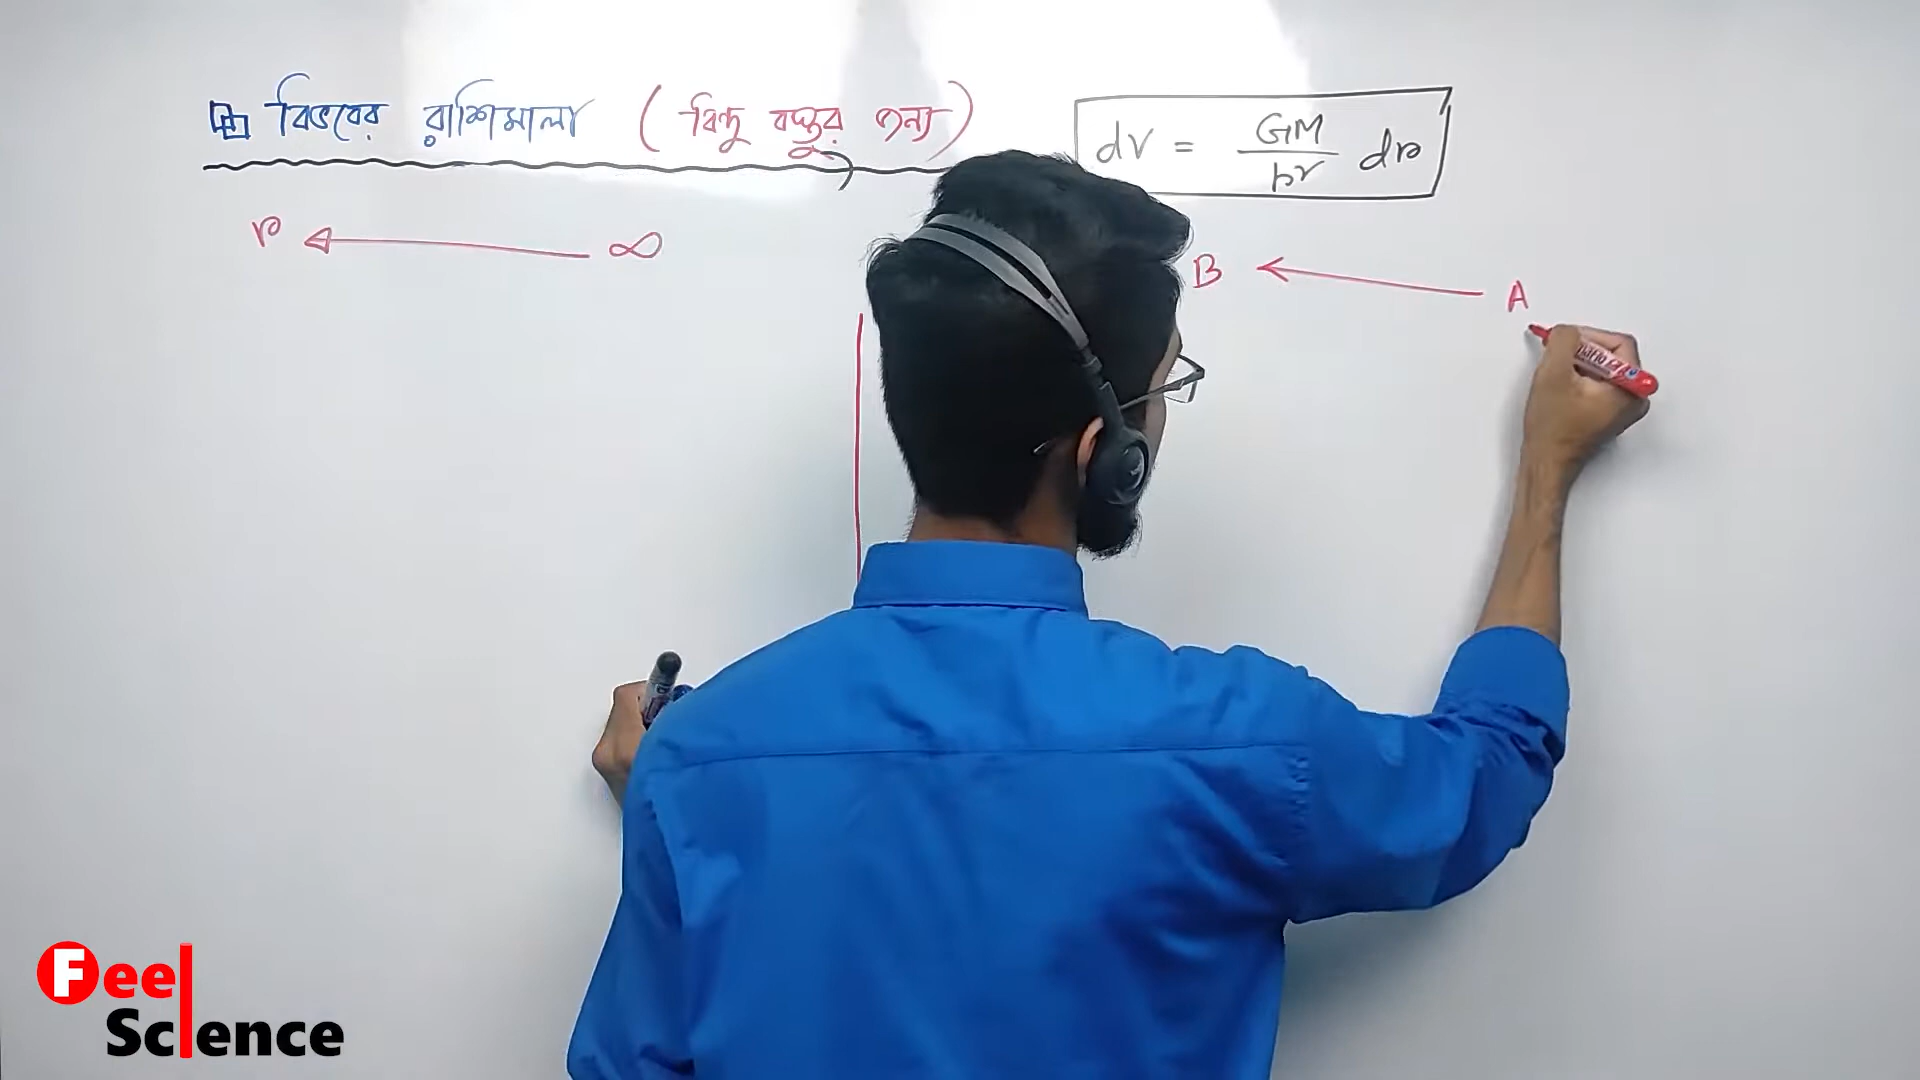 বিভবের রাশিমালা (বিন্দু বস্তুর জন্য)
dV = GM/r² dr
r ← ∞
B ← A
Feel
Science